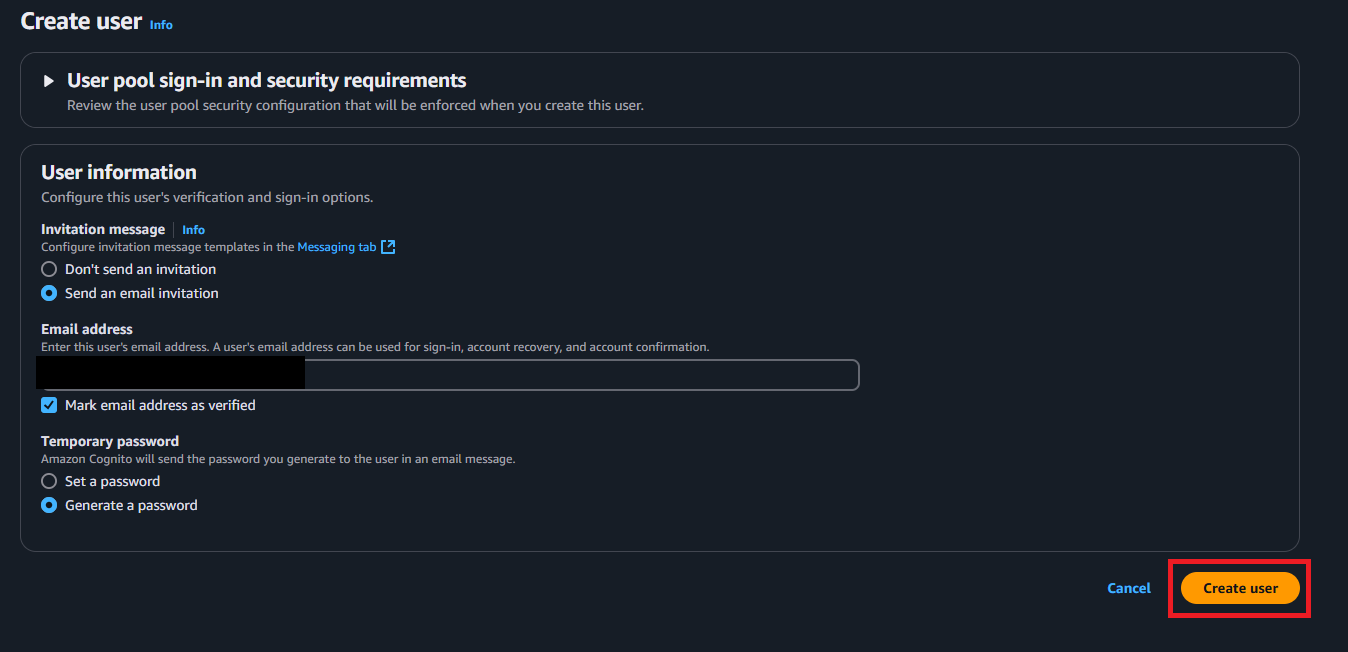 Create user Info
User pool sign-in and security requirements
Review the user pool security configuration that will be enforced when you create this user.
User information
Configure this user's verification and sign-in options.
Invitation message Info
Configure invitation message templates in the Messaging tab
Don't send an invitation
Send an email invitation
Email address
Enter this user's email address. A user's email address can be used for sign-in, account recovery, and account confirmation.
Mark email address as verified
Temporary password
Amazon Cognito will send the password you generate to the user in an email message.
Set a password
Generate a password
Cancel Create user